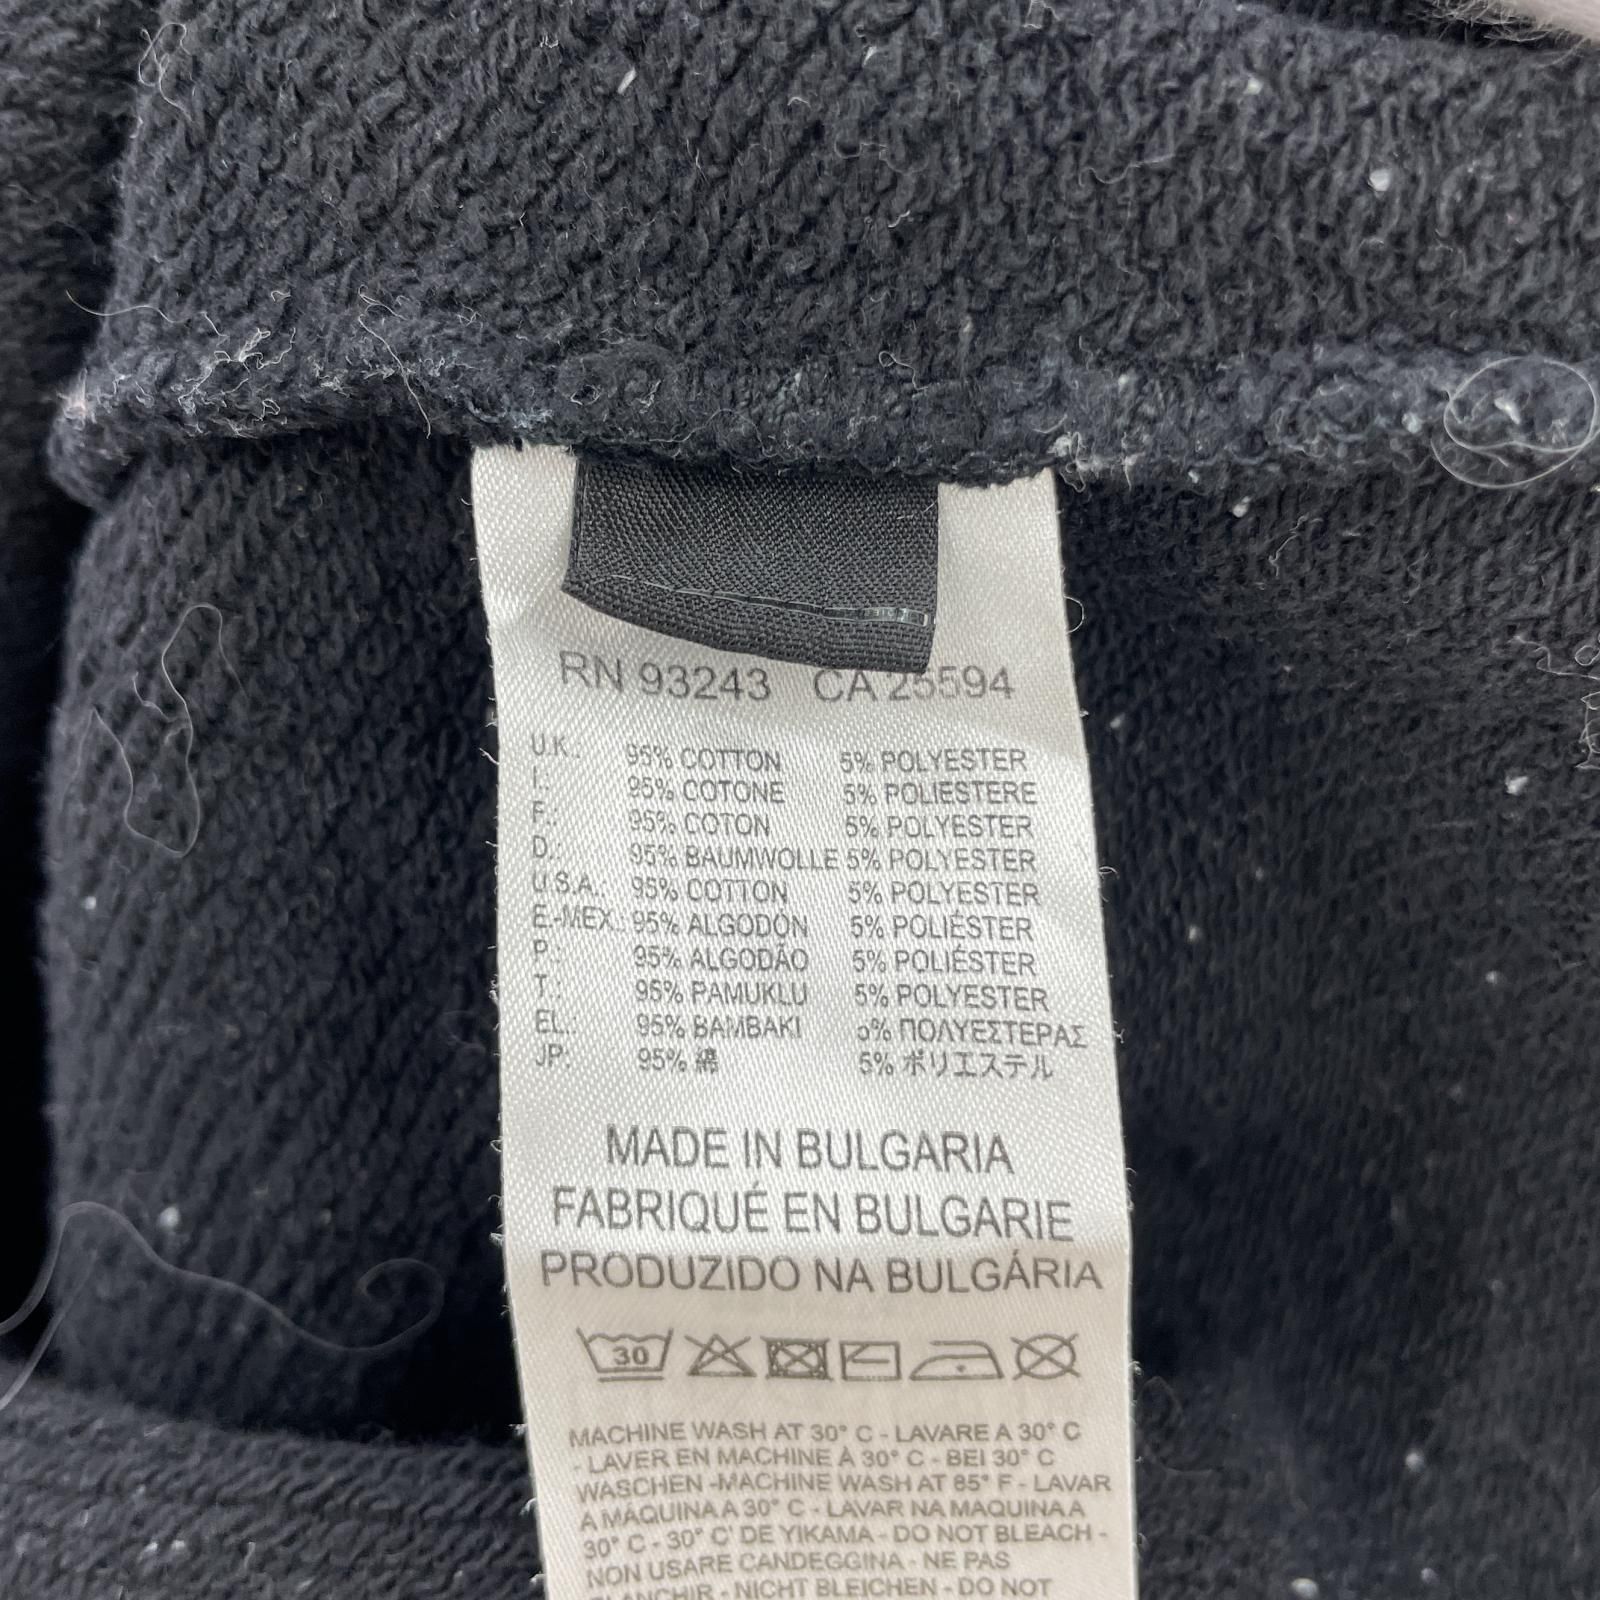 RN 93243 CA 25594
U.K.: 95% COTTON 5% POLYESTER
I.: 95% COTONE 5% POLIESTERE
F.: 95% COTON 5% POLYESTER
D.: 95% BAUMWOLLE 5% POLYESTER
U.S.A.: 95% COTTON 5% POLYESTER
E.-MEX.: 95% ALGODÓN 5% POLIÉSTER
P.: 95% ALGODÃO 5% POLIÉSTER
T.: 95% PAMUKLU 5% POLYESTER
EL.: 95% BAMBAKI 5% ΠΟΛΥΕΣΤΕΡΑΣ
JP: 95% 綿 5% ポリエステル
MADE IN BULGARIA
FABRIQUÉ EN BULGARIE
PRODUZIDO NA BULGÁRIA
30
MACHINE WASH AT 30° C - LAVARE A 30° C
- LAVER EN MACHINE À 30° C - BEI 30° C
WASCHEN -MACHINE WASH AT 85° F - LAVAR
A MÁQUINA A 30° C - LAVAR NA MAQUINA A
30° C - 30° C' DE YIKAMA - DO NOT BLEACH -
NON USARE CANDEGGINA - NE PAS
BLANCHIR - NICHT BLEICHEN - DO NOT